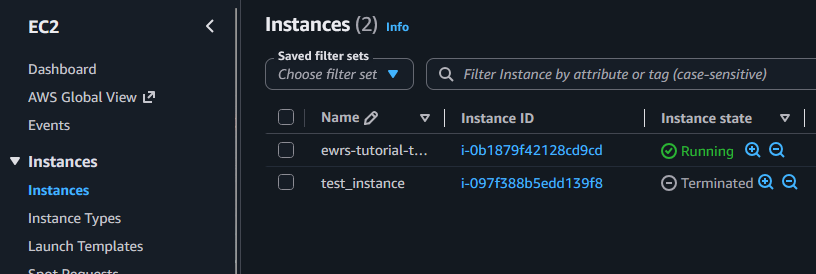 EC2
Dashboard
AWS Global View
Events
Instances
Instances
Instance Types
Launch Templates
Spot Requests
Instances (2) Info
Saved filter sets
Choose filter set
Filter Instance by attribute or tag (case-sensitive)
Name Instance ID Instance state
ewrs-tutorial-t... i-0b1879f42128cd9cd Running
test_instance i-097f388b5edd139f8 Terminated